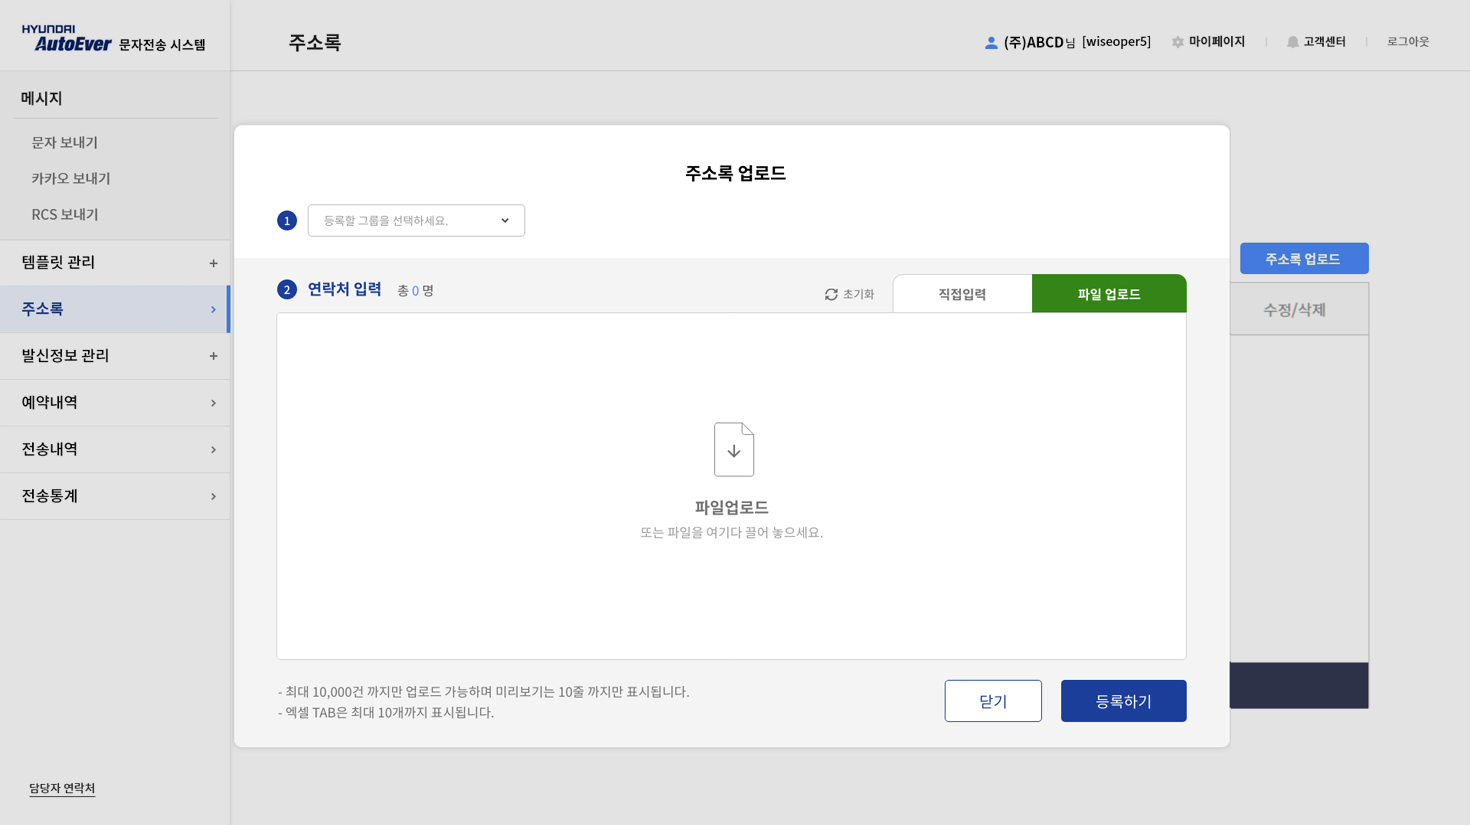 HYUNDAI
AutoEver 문자전송 시스템
주소록
(주)ABCD님 [wiseoper5]
마이페이지
고객센터
로그아웃
메시지
문자 보내기
카카오 보내기
RCS 보내기
템플릿 관리
주소록
발신정보 관리
예약내역
전송내역
전송통계
담당자 연락처
주소록 업로드
1 등록할 그룹을 선택하세요.
2 연락처 입력 총 0 명
초기화
직접입력
파일 업로드
파일업로드
또는 파일을 여기다 끌어 놓으세요.
- 최대 10,000건 까지만 업로드 가능하며 미리보기는 10줄 까지만 표시됩니다.
- 엑셀 TAB은 최대 10개까지 표시됩니다.
닫기
등록하기
주소록 업로드
수정/삭제